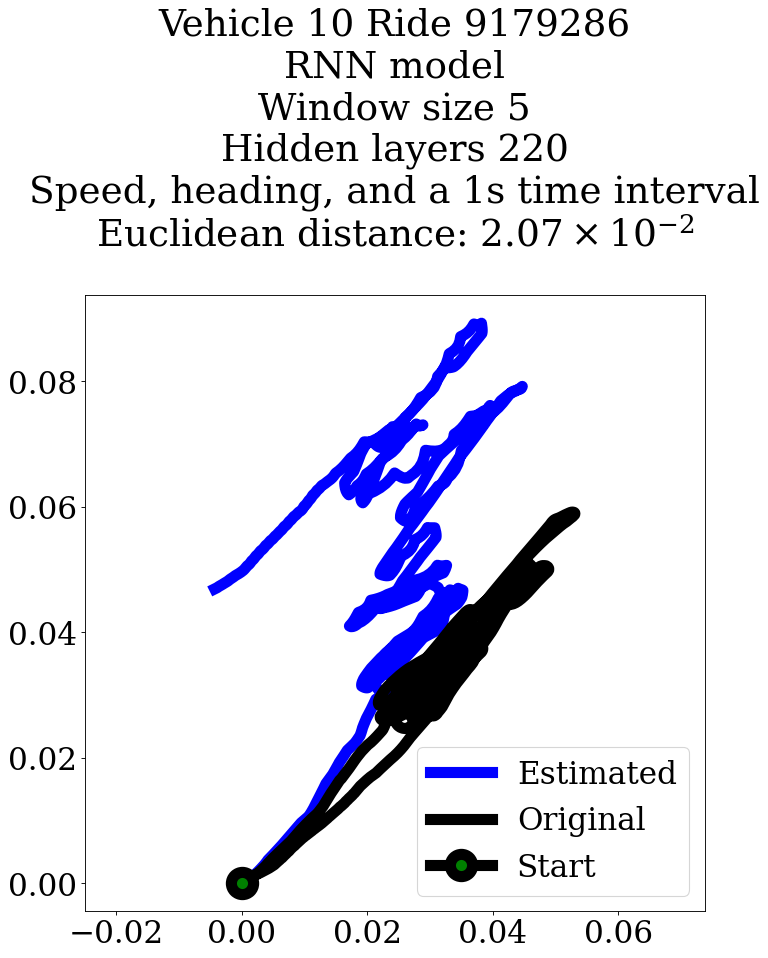 Vehicle 10 Ride 9179286
RNN model
Window size 5
Hidden layers 220
Speed, heading, and a 1s time interval
Euclidean distance: 2.07 × 10⁻²
0.08
0.06
0.04
0.02
0.00
−0.02 0.00 0.02 0.04 0.06
Estimated
Original
Start